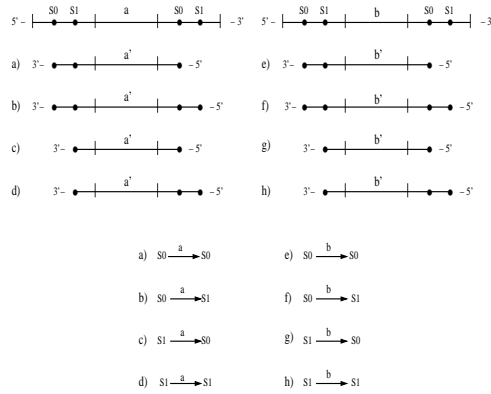 S0 S1 a S0 S1 S0 S1 b S0 S1
5' – – 3' 5' – – 3
a) 3' – a' – 5' e) 3' – b' – 5'
b) 3' – a' – 5' f) 3' – b' – 5'
c) 3' – a' – 5' g) 3' – b' – 5'
d) 3' – a' – 5' h) 3' – b' – 5'
a) S0 a S0 e) S0 b S0
b) S0 a S1 f) S0 b S1
c) S1 a S0 g) S1 b S0
d) S1 a S1 h) S1 b S1